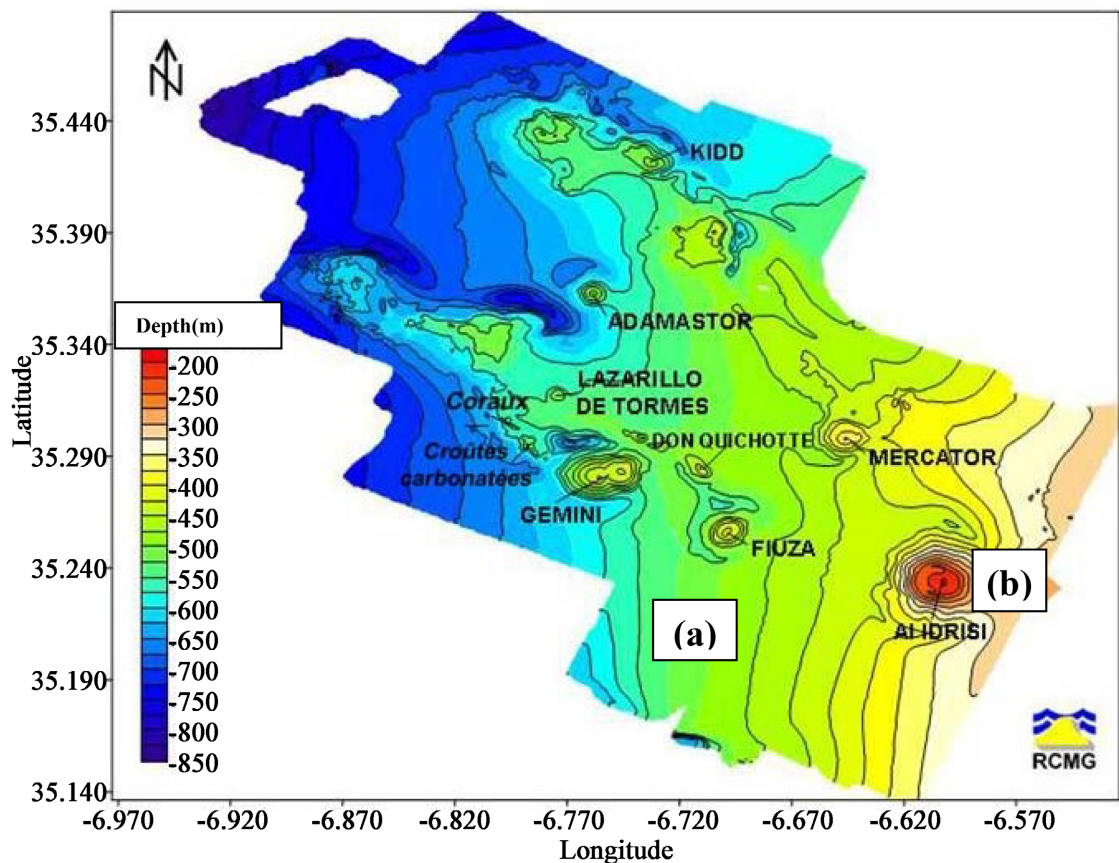 N
35.440
35.390
35.340
35.290
35.240
35.190
35.140
Latitude
KIDD
ADAMASTOR
Depth(m)
-200
-250
-300
-350
-400
-450
-500
-550
-600
-650
-700
-750
-800
-850
LAZARILLO
DE TORMES
Coraux
DON QUICHOTTE
Croûtes
carbonatées
MERCATOR
GEMINI
FIUZA
(b)
(a)
Al IDRISI
RCMG
-6.970
-6.920
-6.870
-6.820
-6.770
-6.720
-6.670
-6.620
-6.570
Longitude